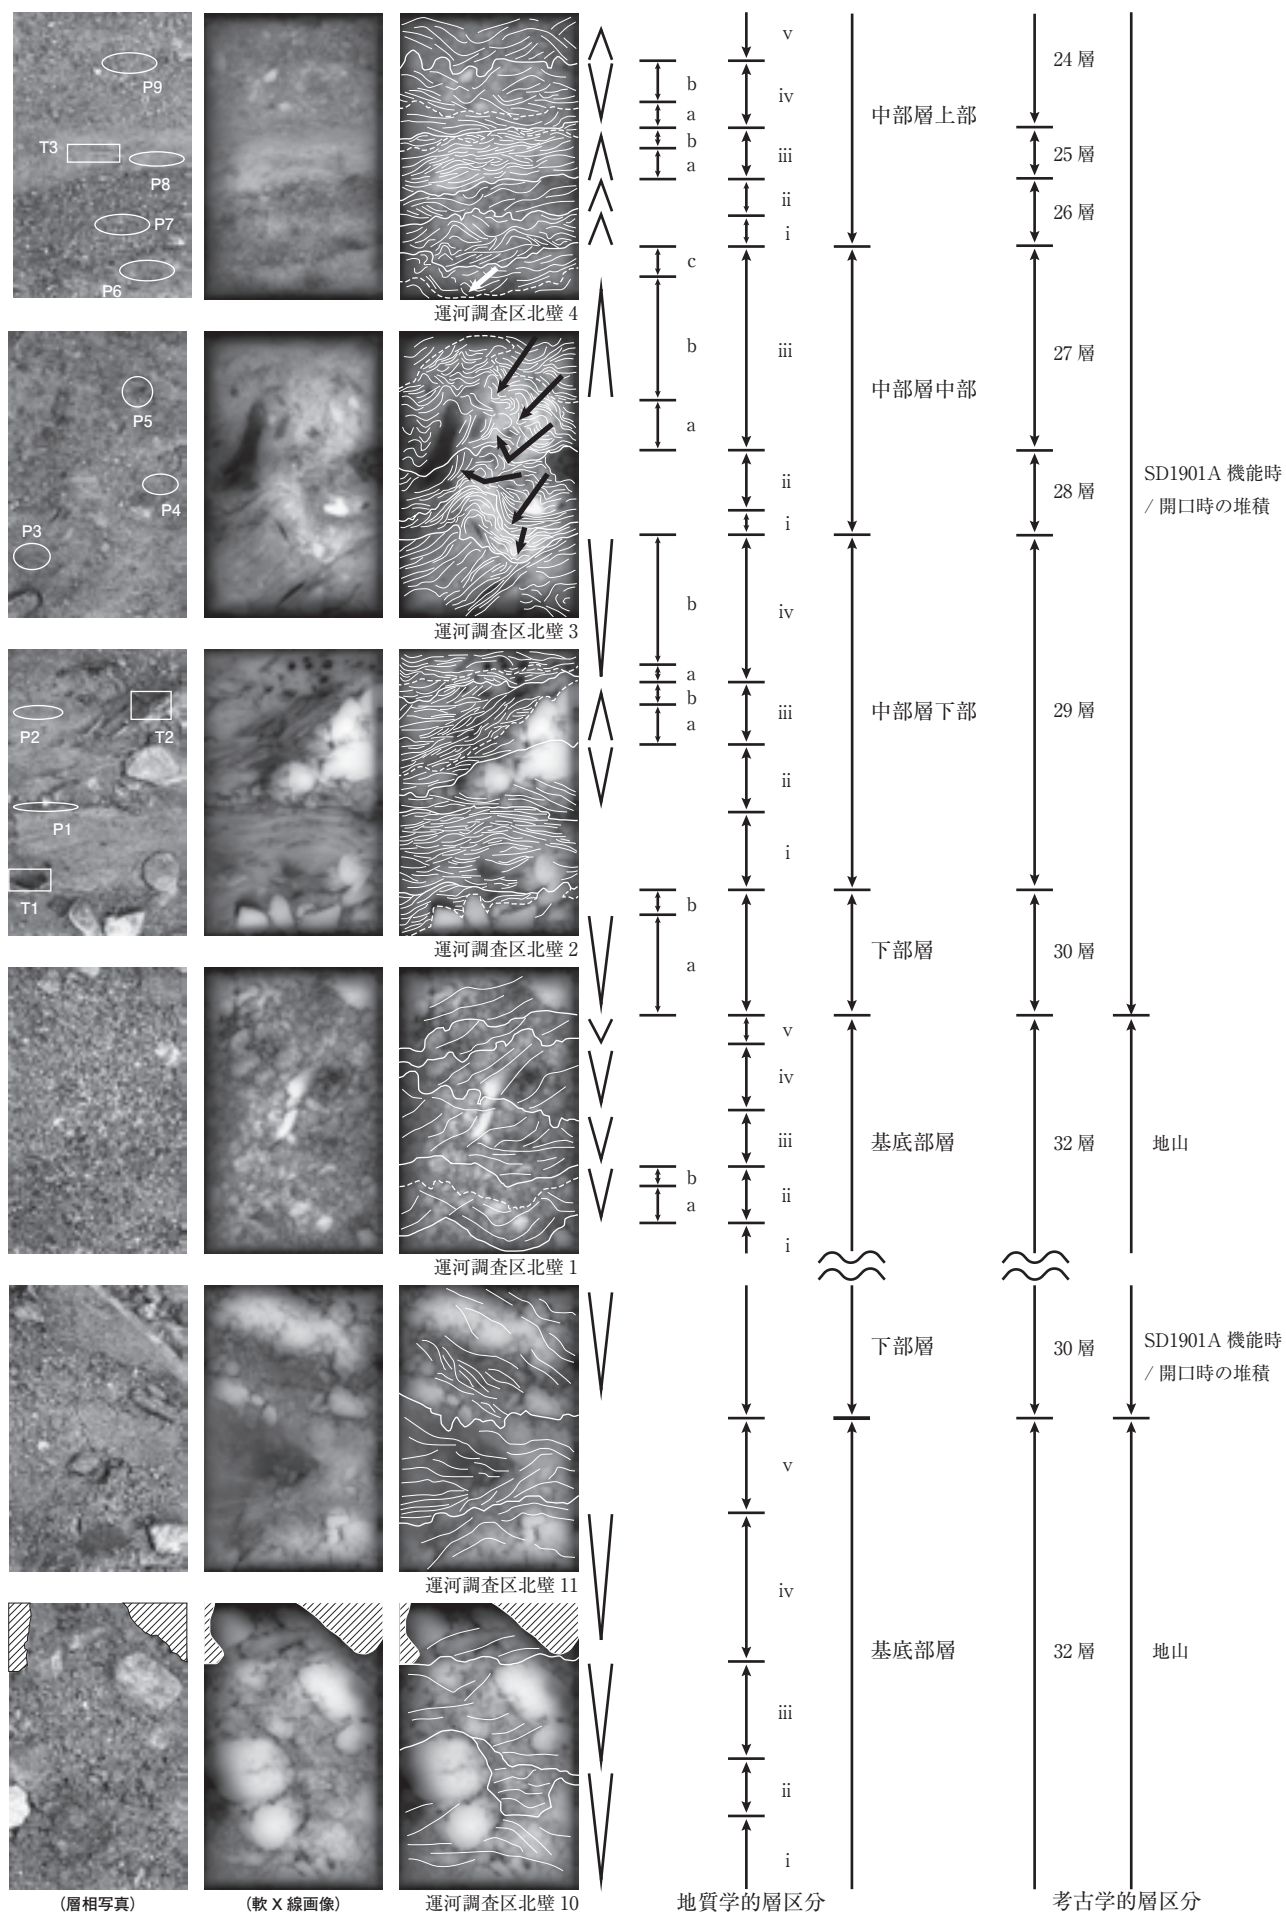 P9
T3
P8
P7
P6
運河調査区北壁 4
P5
P4
P3
運河調査区北壁 3
P2
T2
P1
T1
運河調査区北壁 2
運河調査区北壁 1
運河調査区北壁 11
（層相写真）
（軟 X 線画像）
運河調査区北壁 10
b
a
b
a
c
b
a
b
a
b
a
b
a
b
a
v
iv
iii
ii
i
iii
ii
i
iv
iii
ii
i
v
iv
iii
ii
i
v
iv
iii
ii
i
地質学的層区分
中部層上部
中部層中部
中部層下部
下部層
基底部層
下部層
基底部層
24 層
25 層
26 層
27 層
28 層
29 層
30 層
32 層
30 層
32 層
考古学的層区分
SD1901A 機能時
/ 開口時の堆積
地山
SD1901A 機能時
/ 開口時の堆積
地山